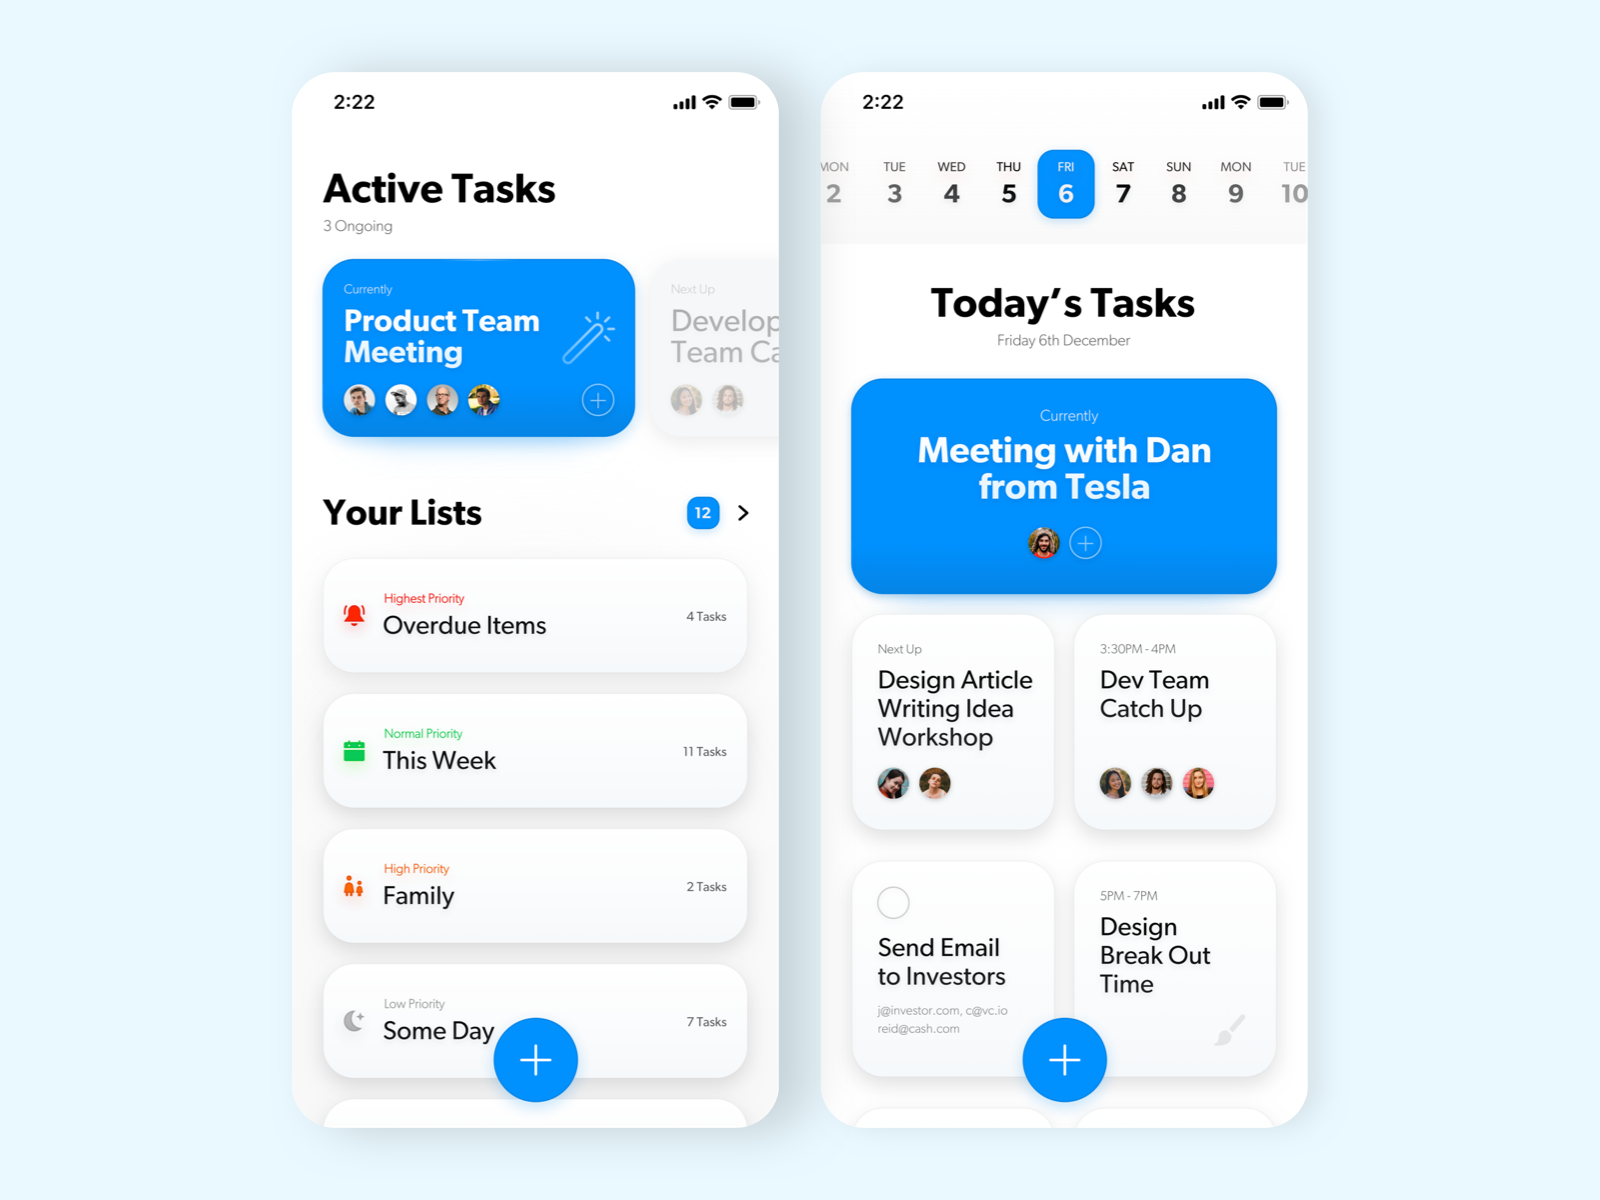 2:22
Active Tasks
3 Ongoing
Currently
Product Team
Meeting
Next Up
Develop
Team Ca
Your Lists
12
Highest Priority
Overdue Items
4 Tasks
Normal Priority
This Week
11 Tasks
High Priority
Family
2 Tasks
Low Priority
Some Day
7 Tasks
2:22
MON TUE WED THU FRI SAT SUN MON TUE
2 3 4 5 6 7 8 9 10
Today’s Tasks
Friday 6th December
Currently
Meeting with Dan
from Tesla
Next Up
Design Article
Writing Idea
Workshop
3:30PM - 4PM
Dev Team
Catch Up
Send Email
to Investors
j@investor.com, c@vc.io
reid@cash.com
5PM - 7PM
Design
Break Out
Time